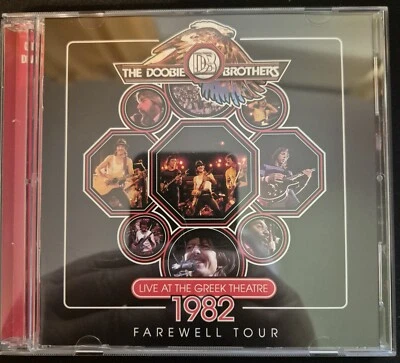 THE DOOBIE DB BROTHERS
LIVE AT THE GREEK THEATRE
1982
FAREWELL TOUR